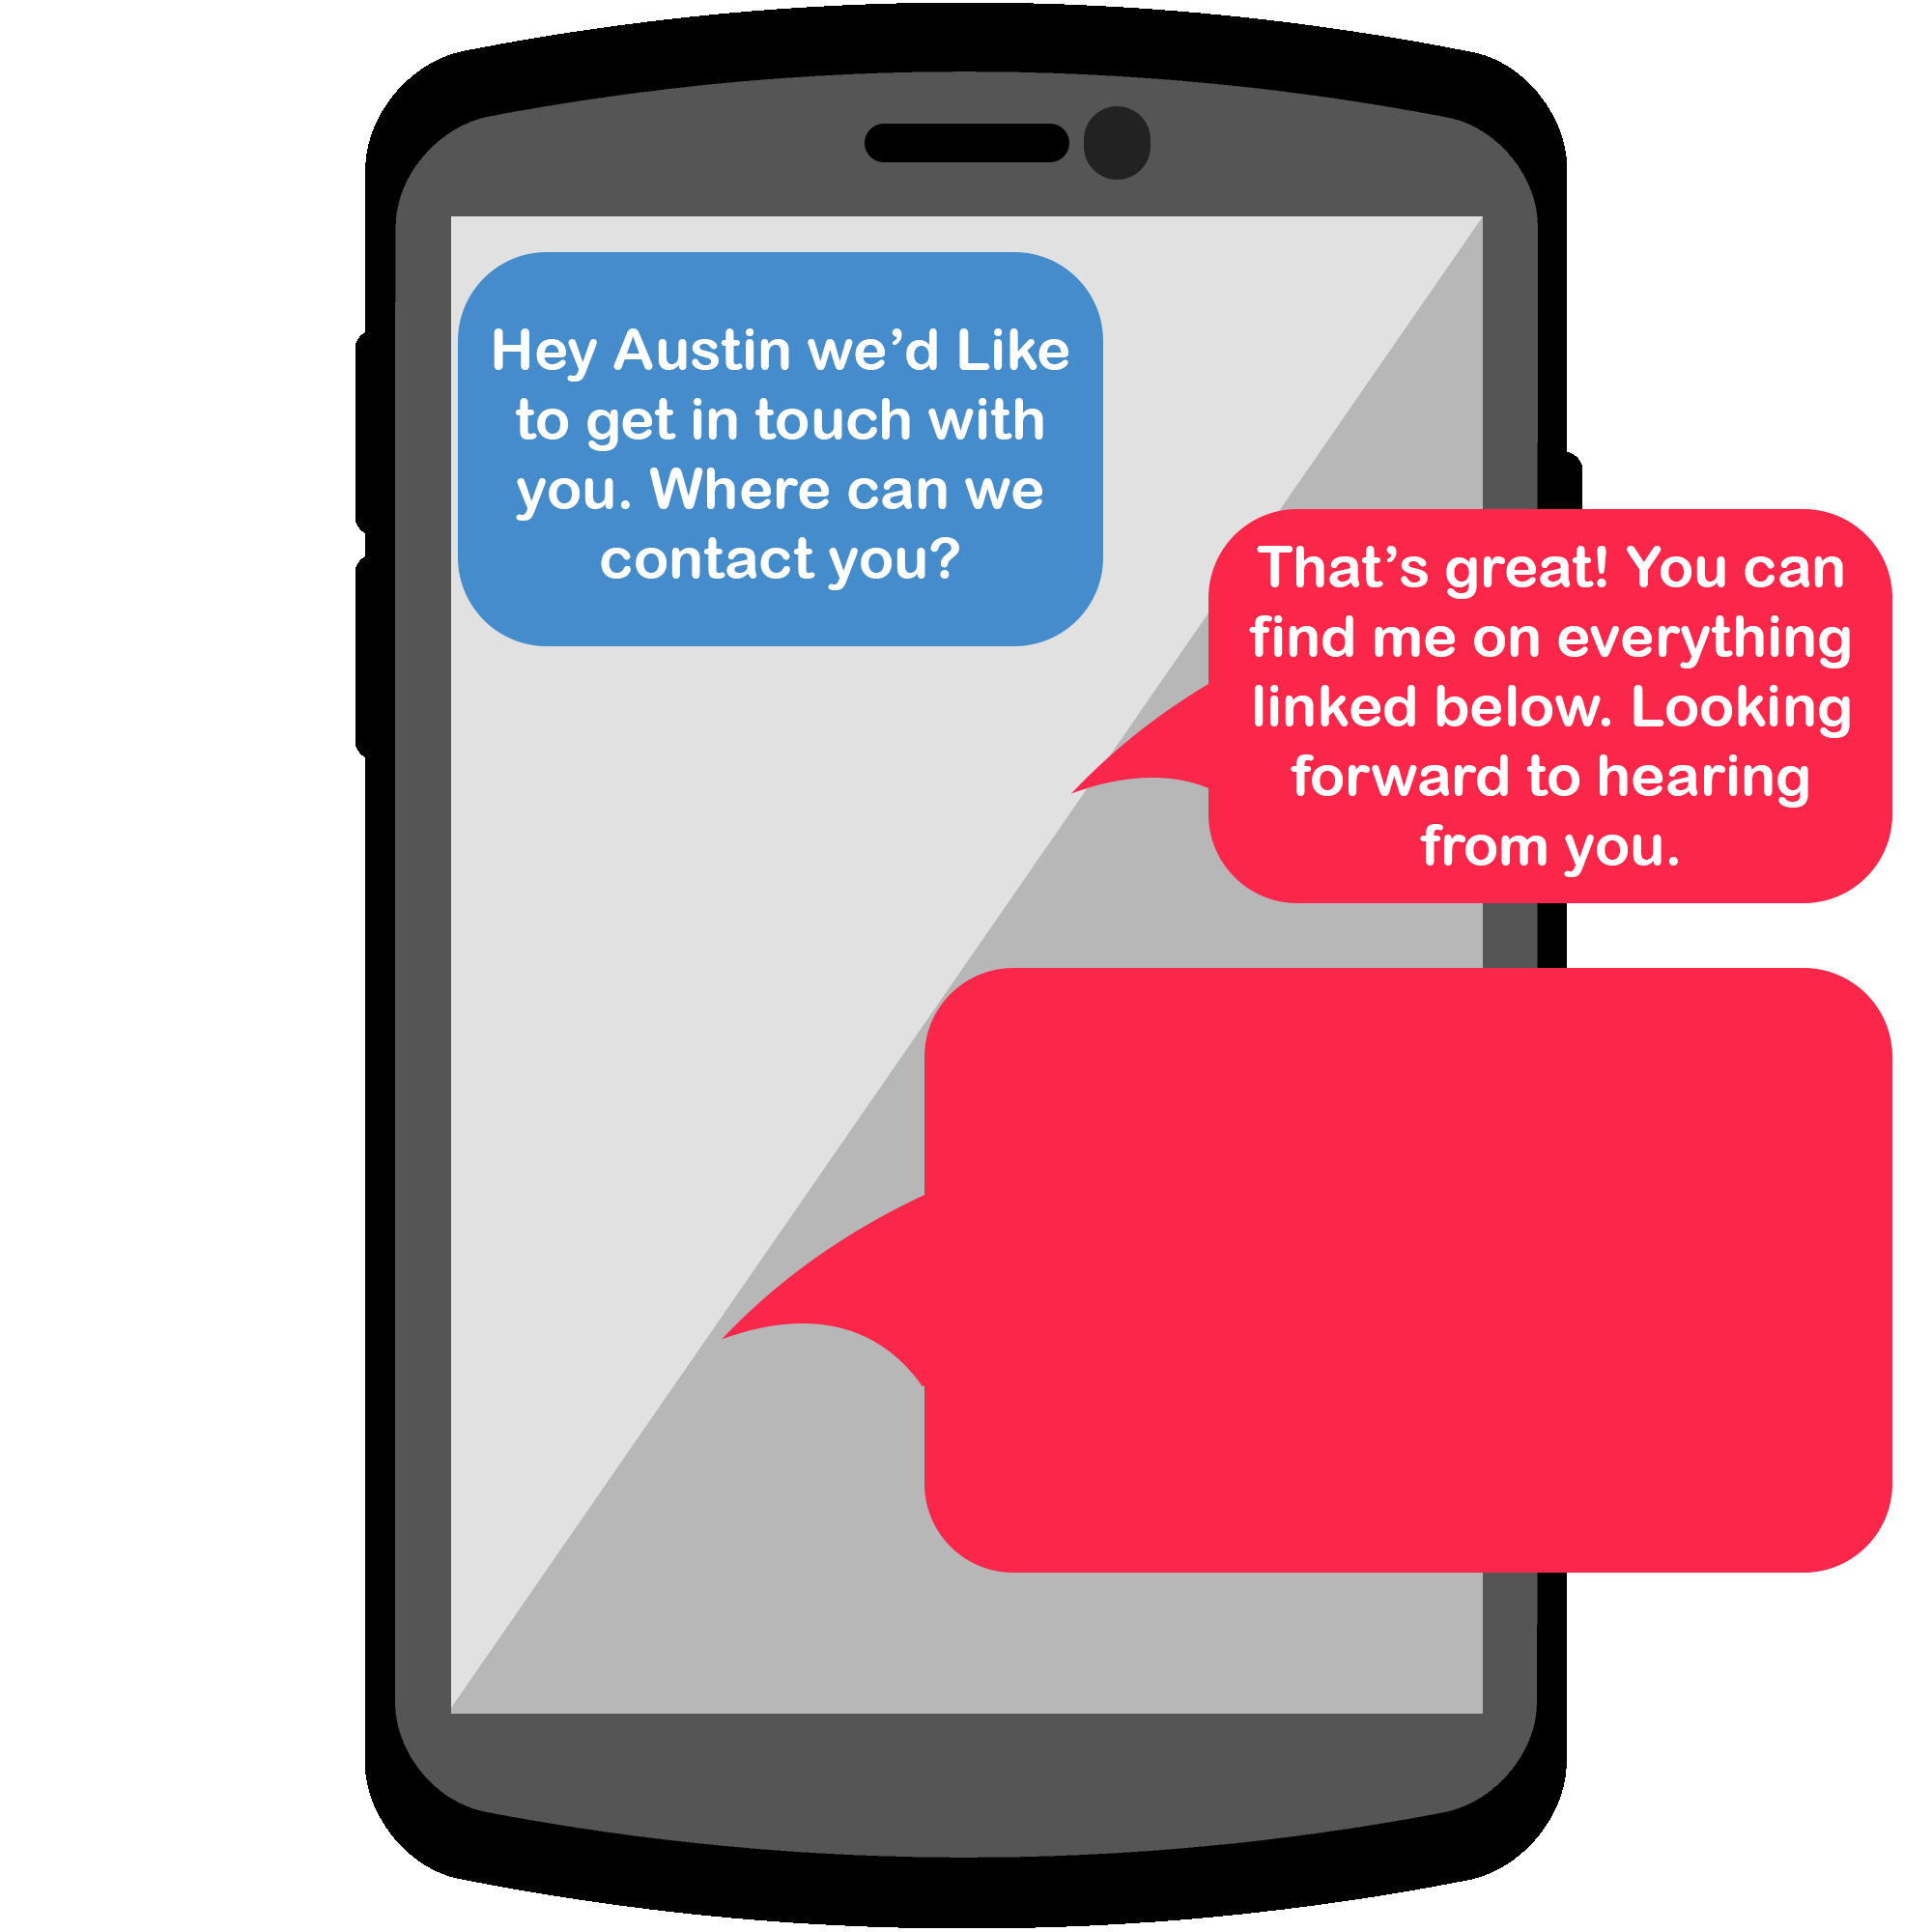 Hey Austin we’d Like
to get in touch with
you. Where can we
contact you?
That’s great! You can
find me on everything
linked below. Looking
forward to hearing
from you.